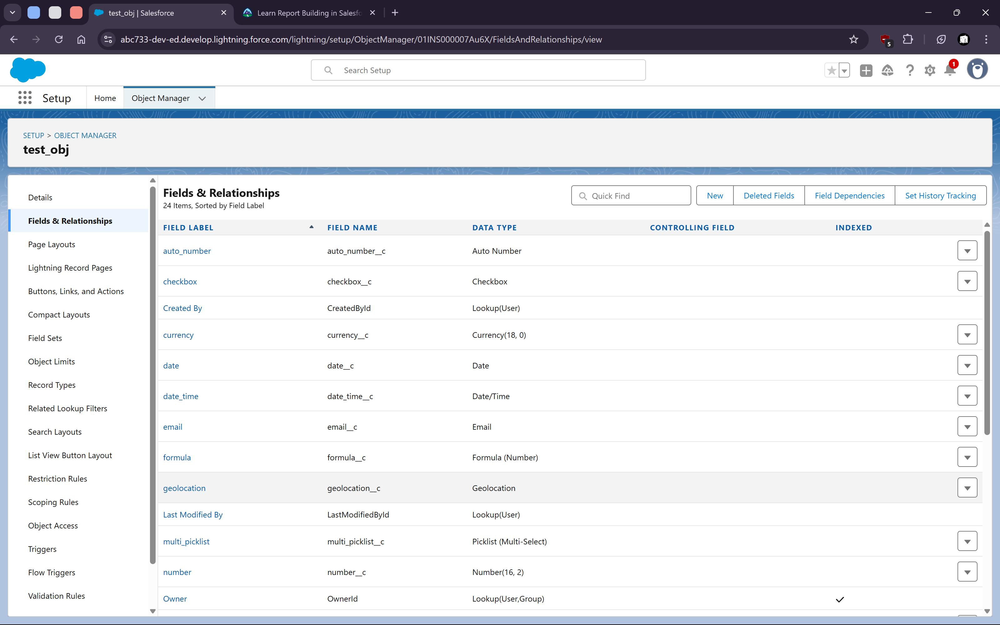 test_obj | Salesforce
Learn Report Building in Salesfo
abc733-dev-ed.develop.lightning.force.com/lightning/setup/ObjectManager/01INS000007Au6X/FieldsAndRelationships/view
5
Search Setup
1
Setup
Home
Object Manager
SETUP > OBJECT MANAGER
test_obj
Details
Fields & Relationships
Page Layouts
Lightning Record Pages
Buttons, Links, and Actions
Compact Layouts
Field Sets
Object Limits
Record Types
Related Lookup Filters
Search Layouts
List View Button Layout
Restriction Rules
Scoping Rules
Object Access
Triggers
Flow Triggers
Validation Rules
Fields & Relationships
24 Items, Sorted by Field Label
Quick Find
New
Deleted Fields
Field Dependencies
Set History Tracking
FIELD LABEL FIELD NAME DATA TYPE CONTROLLING FIELD INDEXED
auto_number auto_number__c Auto Number
checkbox checkbox__c Checkbox
Created By CreatedById Lookup(User)
currency currency__c Currency(18, 0)
date date__c Date
date_time date_time__c Date/Time
email email__c Email
formula formula__c Formula (Number)
geolocation geolocation__c Geolocation
Last Modified By LastModifiedById Lookup(User)
multi_picklist multi_picklist__c Picklist (Multi-Select)
number number__c Number(16, 2)
Owner OwnerId Lookup(User,Group)